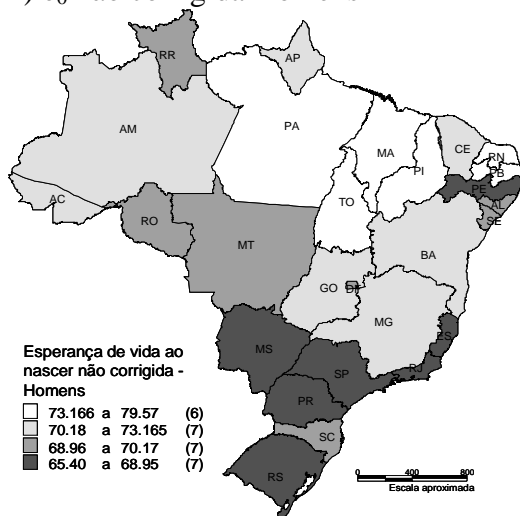 RR
AP
AM
PA
MA
CE
RN
PB
PI
PE
AL
SE
AC
TO
RO
MT
BA
GO
DF
MG
ES
MS
SP
RJ
PR
SC
RS
Esperança de vida ao
nascer não corrigida -
Homens
73.166 a 79.57 (6)
70.18 a 73.165 (7)
68.96 a 70.17 (7)
65.40 a 68.95 (7)
0 400 800
Escala aproximada